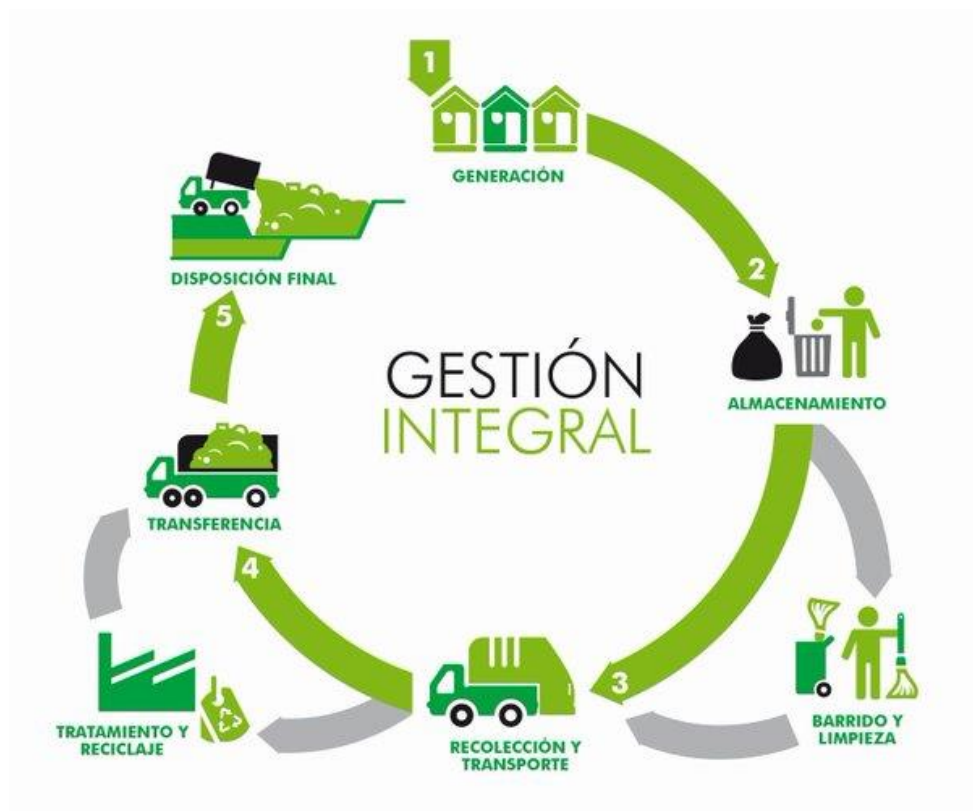 1
GENERACIÓN
2
ALMACENAMIENTO
BARRIDO Y
LIMPIEZA
3
RECOLECCIÓN Y
TRANSPORTE
TRATAMIENTO Y
RECICLAJE
4
TRANSFERENCIA
5
DISPOSICIÓN FINAL
GESTIÓN
INTEGRAL